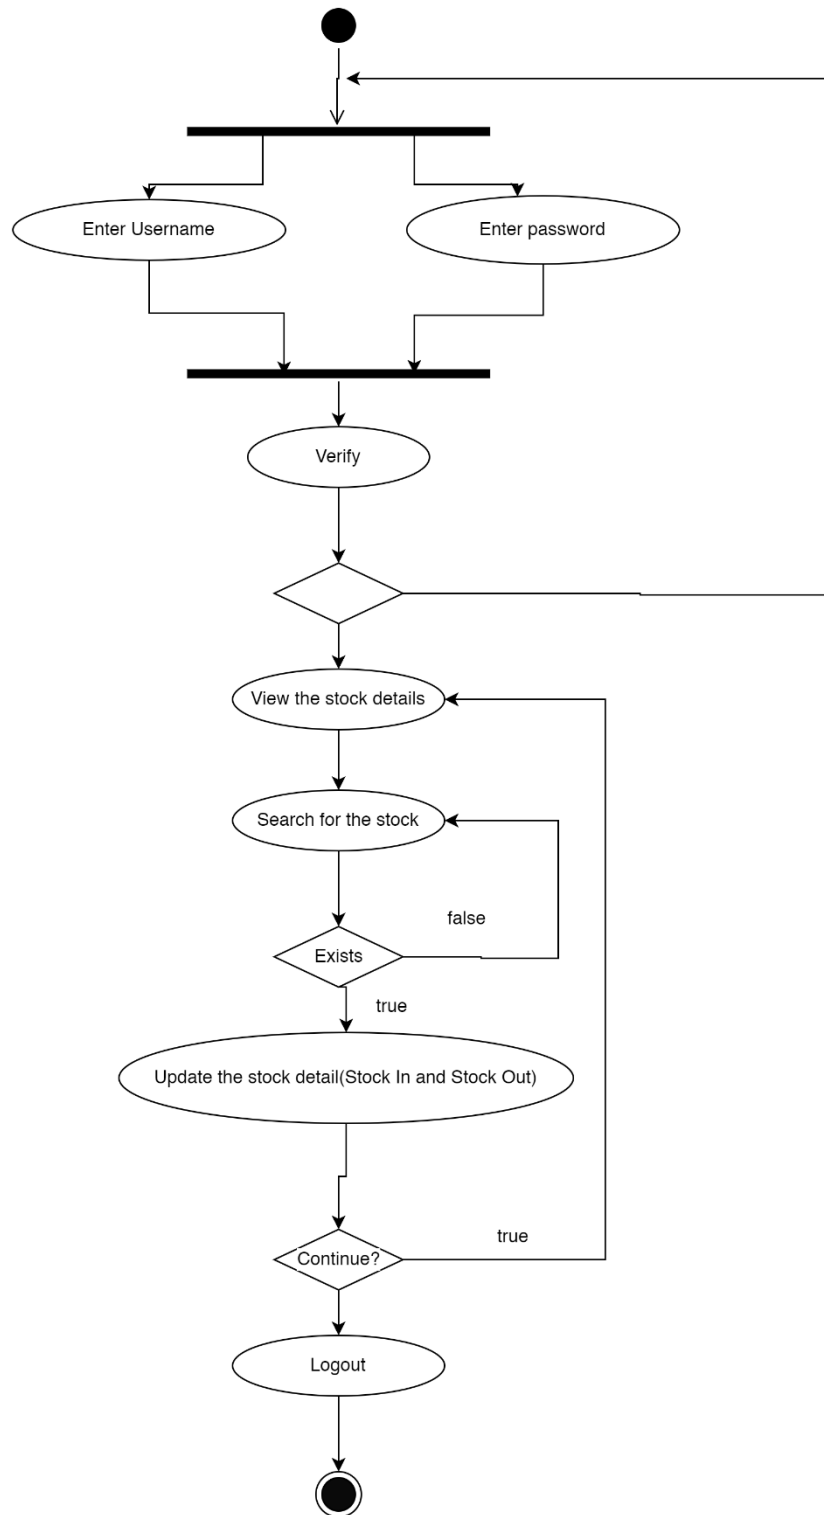 Enter Username
Enter password
Verify
View the stock details
Search for the stock
false
Exists
true
Update the stock detail(Stock In and Stock Out)
true
Continue?
Logout